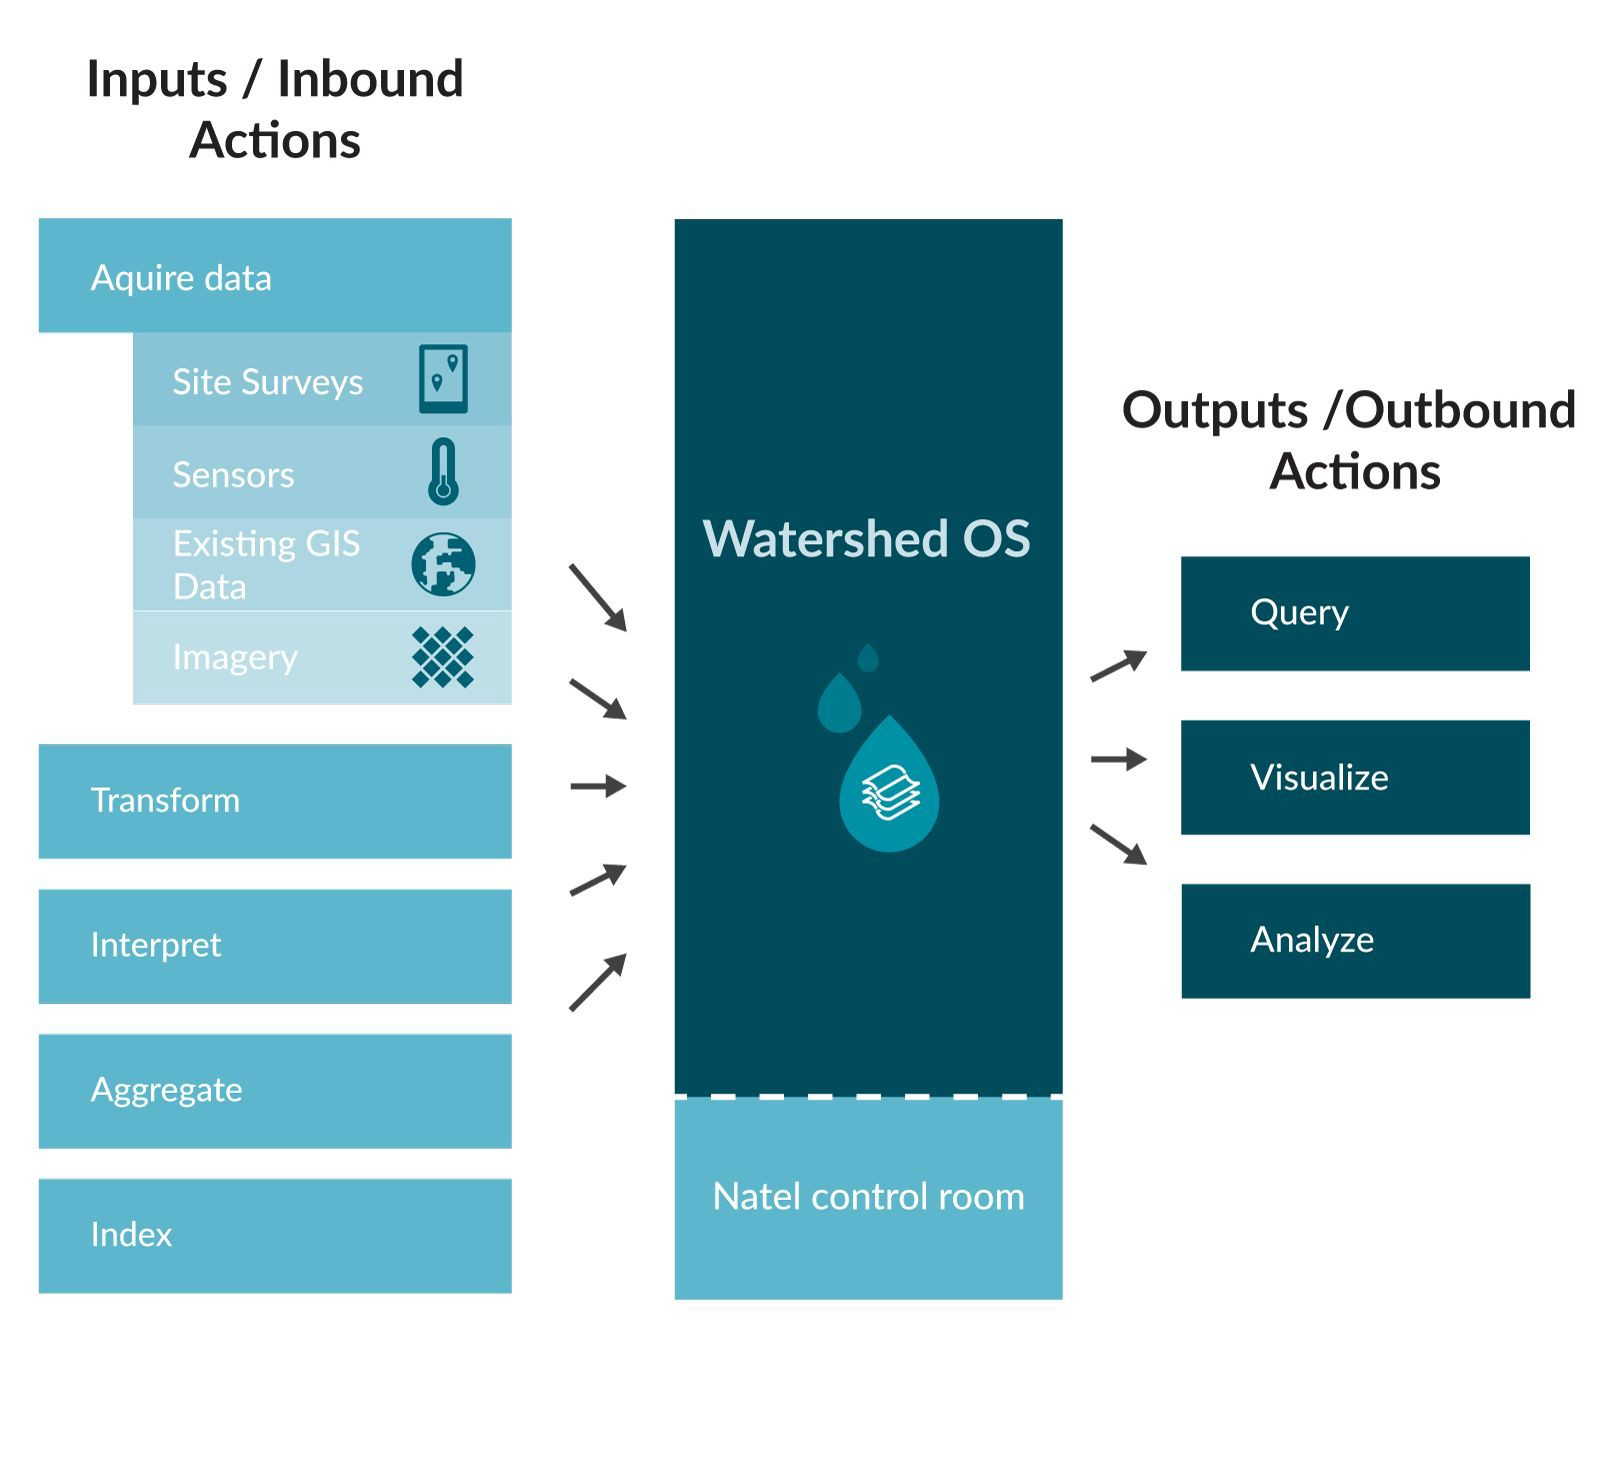 Inputs / Inbound
Actions
Aquire data
Site Surveys
Sensors
Existing GIS
Data
Imagery
Transform
Interpret
Aggregate
Index
Watershed OS
Natel control room
Outputs /Outbound
Actions
Query
Visualize
Analyze